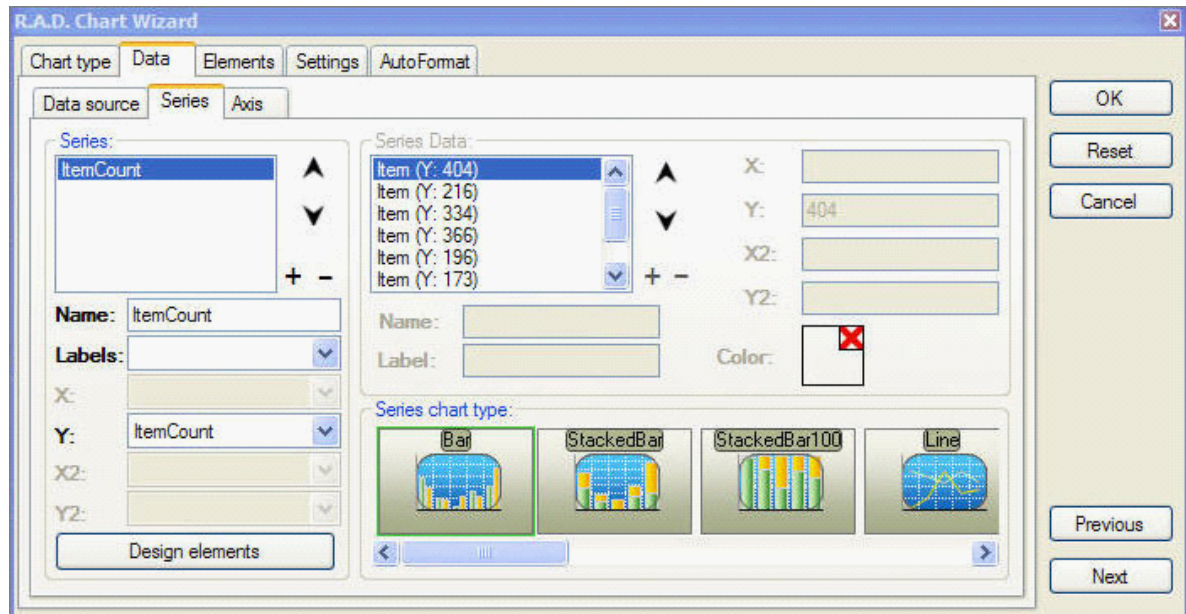 R.A.D. Chart Wizard
Chart type Data Elements Settings AutoFormat
Data source Series Axis
OK
Reset
Cancel
Series:
ItemCount
Name: ItemCount
Labels:
X:
Y: ItemCount
X2:
Y2:
Design elements
Series Data:
Item (Y: 404)
Item (Y: 216)
Item (Y: 334)
Item (Y: 366)
Item (Y: 196)
Item (Y: 173)
Name:
Label:
X:
Y: 404
X2:
Y2:
Color:
Series chart type:
Bar StackedBar StackedBar100 Line
Previous
Next